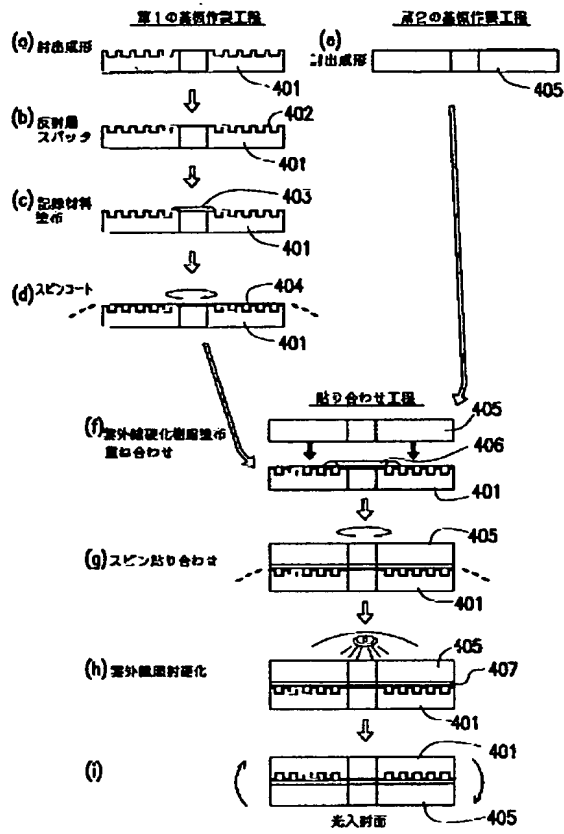 第1の基板作製工程
(a) 射出成形
401
(b) 反射層
スパッタ
402
401
(c) 記録材料
塗布
403
401
(d) スピンコート
404
401
第2の基板作製工程
(e)
射出成形
405
貼り合わせ工程
(f) 紫外線硬化樹脂塗布
重ね合わせ
405
406
401
(g) スピン貼り合わせ
405
401
(h) 紫外線照射硬化
405
407
401
(i)
401
405
光入射面